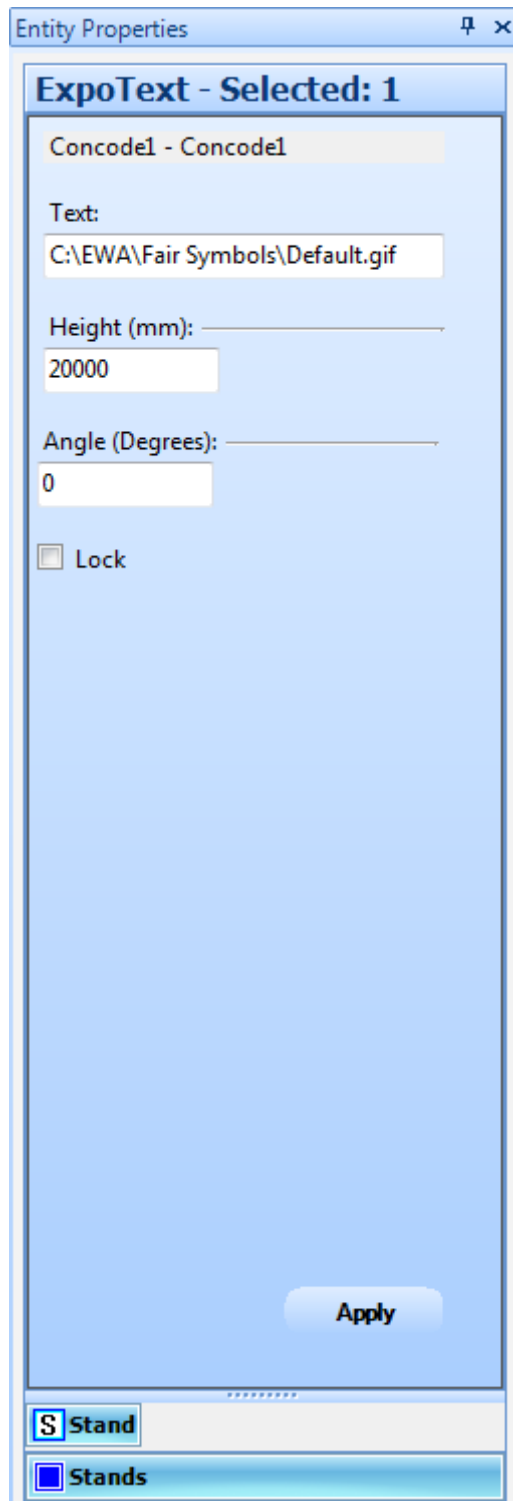 Entity Properties
ExpoText - Selected: 1
Concode1 - Concode1
Text:
C:\EWA\Fair Symbols\Default.gif
Height (mm):
20000
Angle (Degrees):
0
Lock
Apply
S Stand
Stands